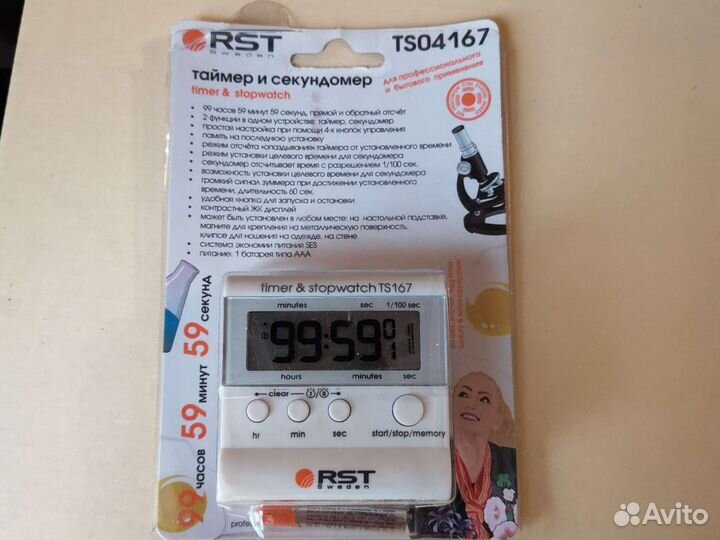 RST
Sweden
TS04167
Таймер и секундомер
timer & stopwatch
Для профессионального
и бытового применения
• 99 часов 59 минут 59 секунд, прямой и обратный отсчёт
• 2 функции в одном устройстве: таймер, секундомер
• простая настройка при помощи 4-х кнопок управления
• память на последнюю установку
• режим отсчёта «опаздывания» таймера от установленного времени
• режим установки целевого времени для секундомера
• секундомер отсчитывает время с разрешением 1/100 сек.
• возможность установки целевого времени для секундомера
• громкий сигнал зуммера при достижении установленного
времени, длительность 60 сек.
• удобная кнопка для запуска и остановки
• контрастный ЖК дисплей
• может быть установлен в любом месте: на настольной подставке,
магните для крепления на металлическую поверхность,
клипсе для ношения на одежде, на стене
• система экономии питания SES
• питание: 1 батарея типа ААА
99 часов 59 минут 59 секунд
timer & stopwatch TS167
minutes sec 1/100 sec
99:59
hours minutes sec
clear
hr min sec start/stop/memory
RST
Sweden
Avito